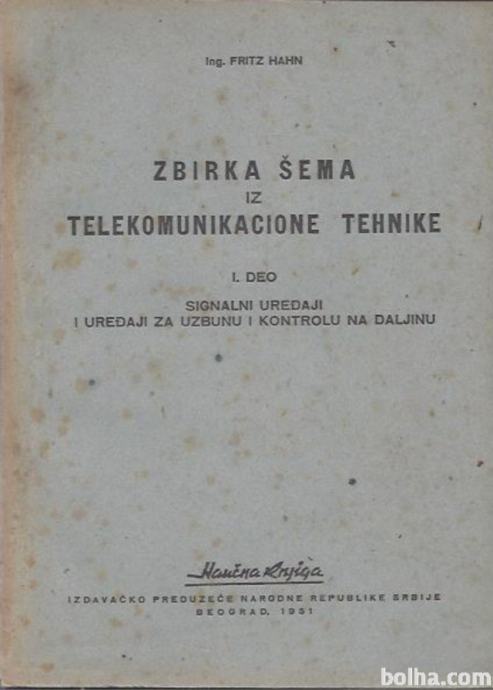 Ing. FRITZ HAHN
ZBIRKA ŠEMA
IZ
TELEKOMUNIKACIONE TEHNIKE
I. DEO
SIGNALNI UREĐAJI
I UREĐAJI ZA UZBUNU I KONTROLU NA DALJINU
Naučna Knjiga
IZDAVAČKO PREDUZEĆE NARODNE REPUBLIKE SRBIJE
BEOGRAD, 1951
bolha.com